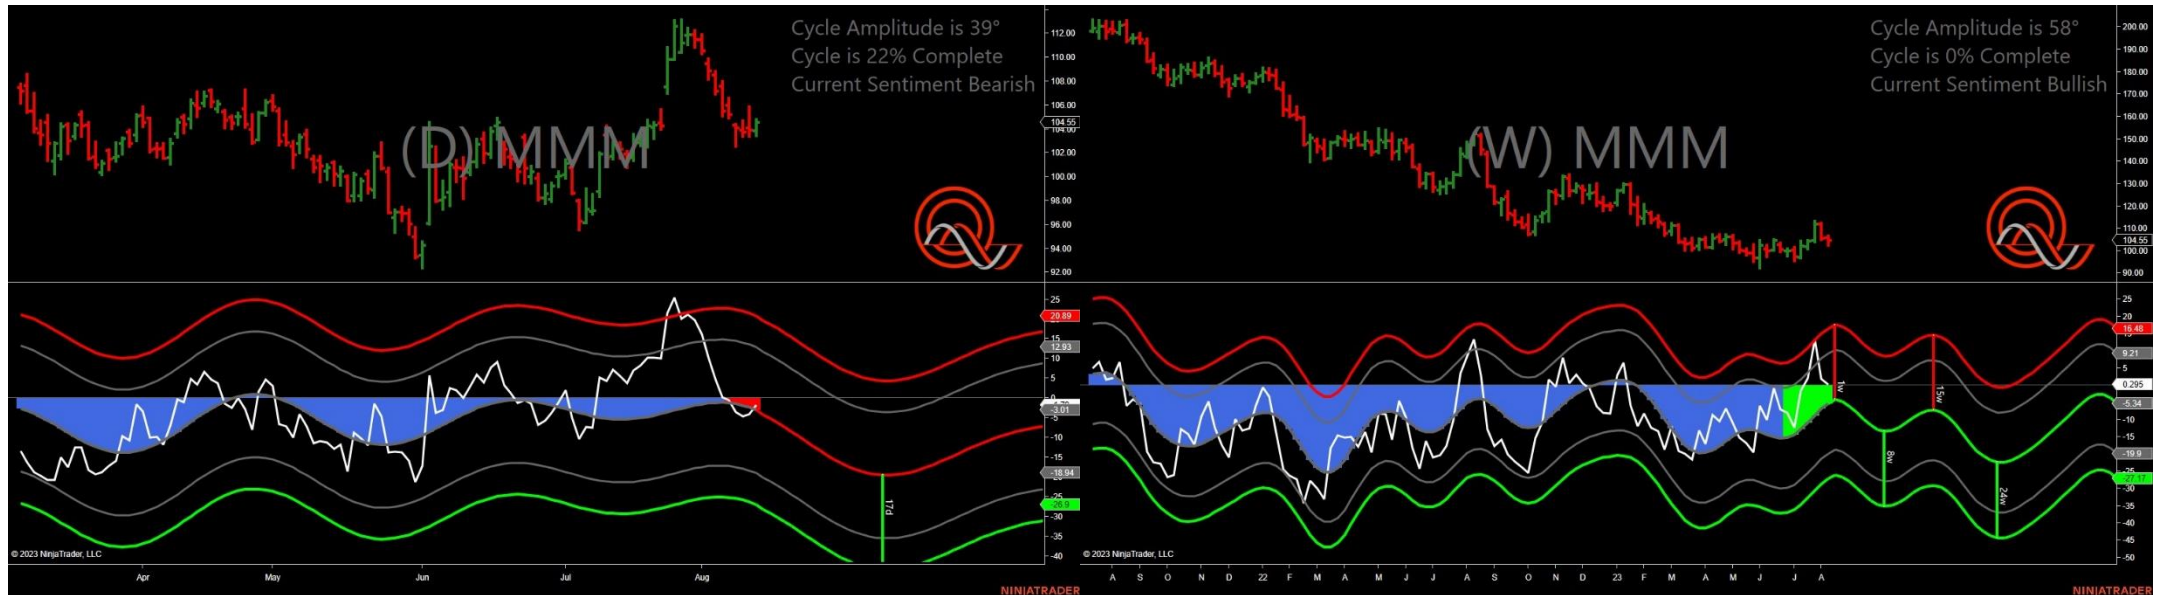 Cycle Amplitude is 39°
Cycle is 22% Complete
Current Sentiment Bearish
(D) MMM
112.00
110.00
108.00
106.00
104.55
104.00
102.00
100.00
98.00
96.00
94.00
92.00
25
20.89
15
12.93
10
5
0
-3.01
-5
-10
-15
-18.94
-26.9
-30
-35
-40
17d
© 2023 NinjaTrader, LLC
Apr
May
Jun
Jul
Aug
NINJATRADER
Cycle Amplitude is 58°
Cycle is 0% Complete
Current Sentiment Bullish
(W) MMM
200.00
190.00
180.00
170.00
160.00
150.00
140.00
130.00
120.00
110.00
104.55
100.00
90.00
25
20
16.48
9.21
5
0.295
-5.34
-10
-15
-19.9
-27.17
-30
-35
-40
-45
-50
1w
8w
15w
24w
© 2023 NinjaTrader, LLC
A S O N D 22 F M A M J J A S O N D 23 F M A M J J A
NINJATRADER